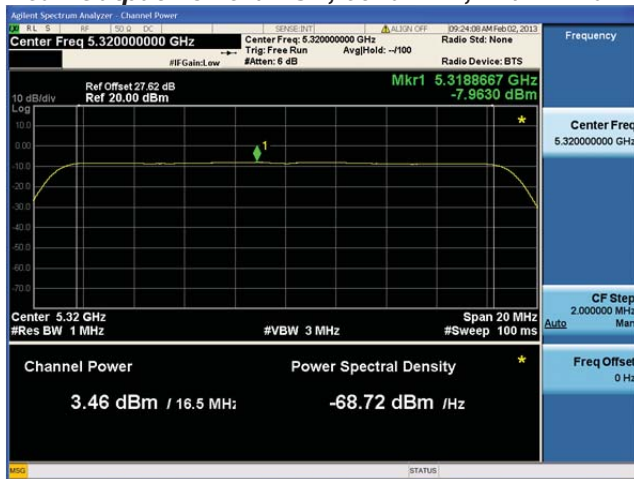 Agilent Spectrum Analyzer - Channel Power
RL S RF 50 Ω DC SENSE:INT ALIGN OFF 09:24:08 AM Feb 02, 2013
Center Freq 5.320000000 GHz
Center Freq: 5.320000000 GHz
Radio Std: None
Trig: Free Run Avg|Hold: --/100
#IFGain:Low #Atten: 6 dB Radio Device: BTS
Frequency
Ref Offset 27.62 dB
10 dB/div Ref 20.00 dBm
Mkr1 5.3188667 GHz
-7.9630 dBm
Log
10.0
0.00
-10.0
-20.0
-30.0
-40.0
-50.0
-60.0
-70.0
1
*
Center 5.32 GHz Span 20 MHz
#Res BW 1 MHz #VBW 3 MHz #Sweep 100 ms
Channel Power Power Spectral Density *
3.46 dBm / 16.5 MHz -68.72 dBm /Hz
Center Freq
5.320000000 GHz
CF Step
2.000000 MHz
Auto Man
Freq Offset
0 Hz
MSG STATUS